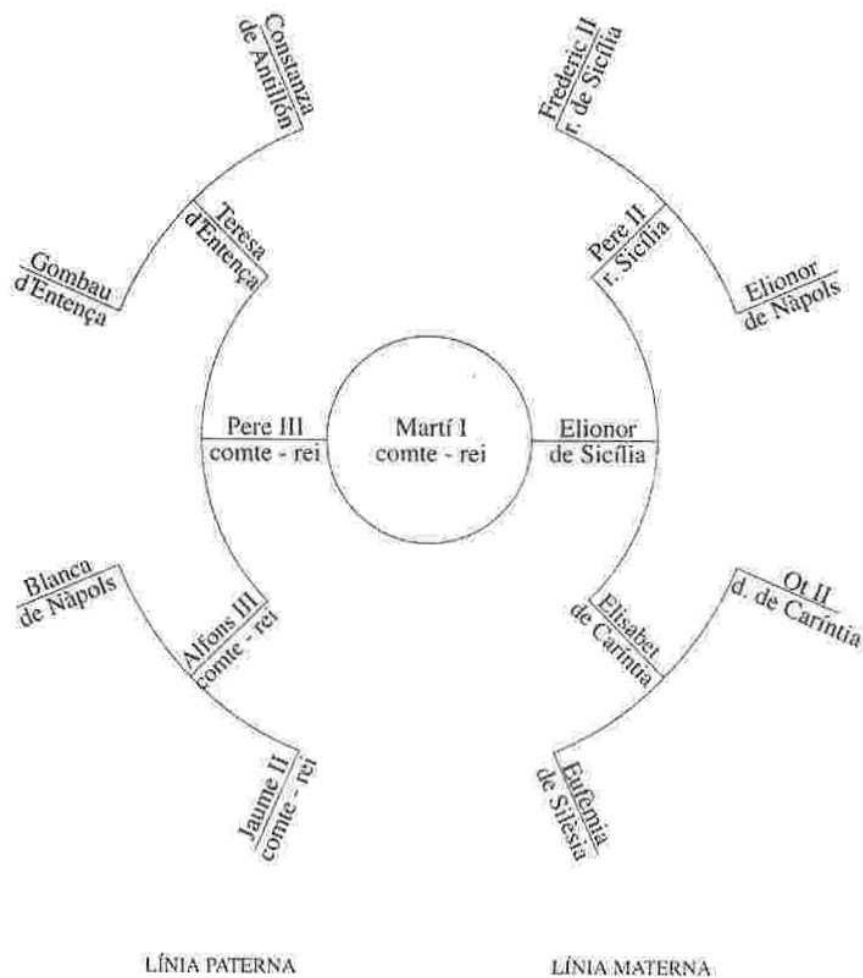 Constanza
de Antillón
Frederic II
r. de Sicília
Teresa
d'Entença
Pere II
r. Sicília
Gombau
d'Entença
Elionor
de Nàpols
Pere III
comte - rei
Martí I
comte - rei
Elionor
de Sicília
Blanca
de Nàpols
Alfons III
comte - rei
Elisabet
de Caríntia
Ot II
d. de Caríntia
Jaume II
comte - rei
Eufèmia
de Silèsia
LÍNIA PATERNA
LÍNIA MATERNA